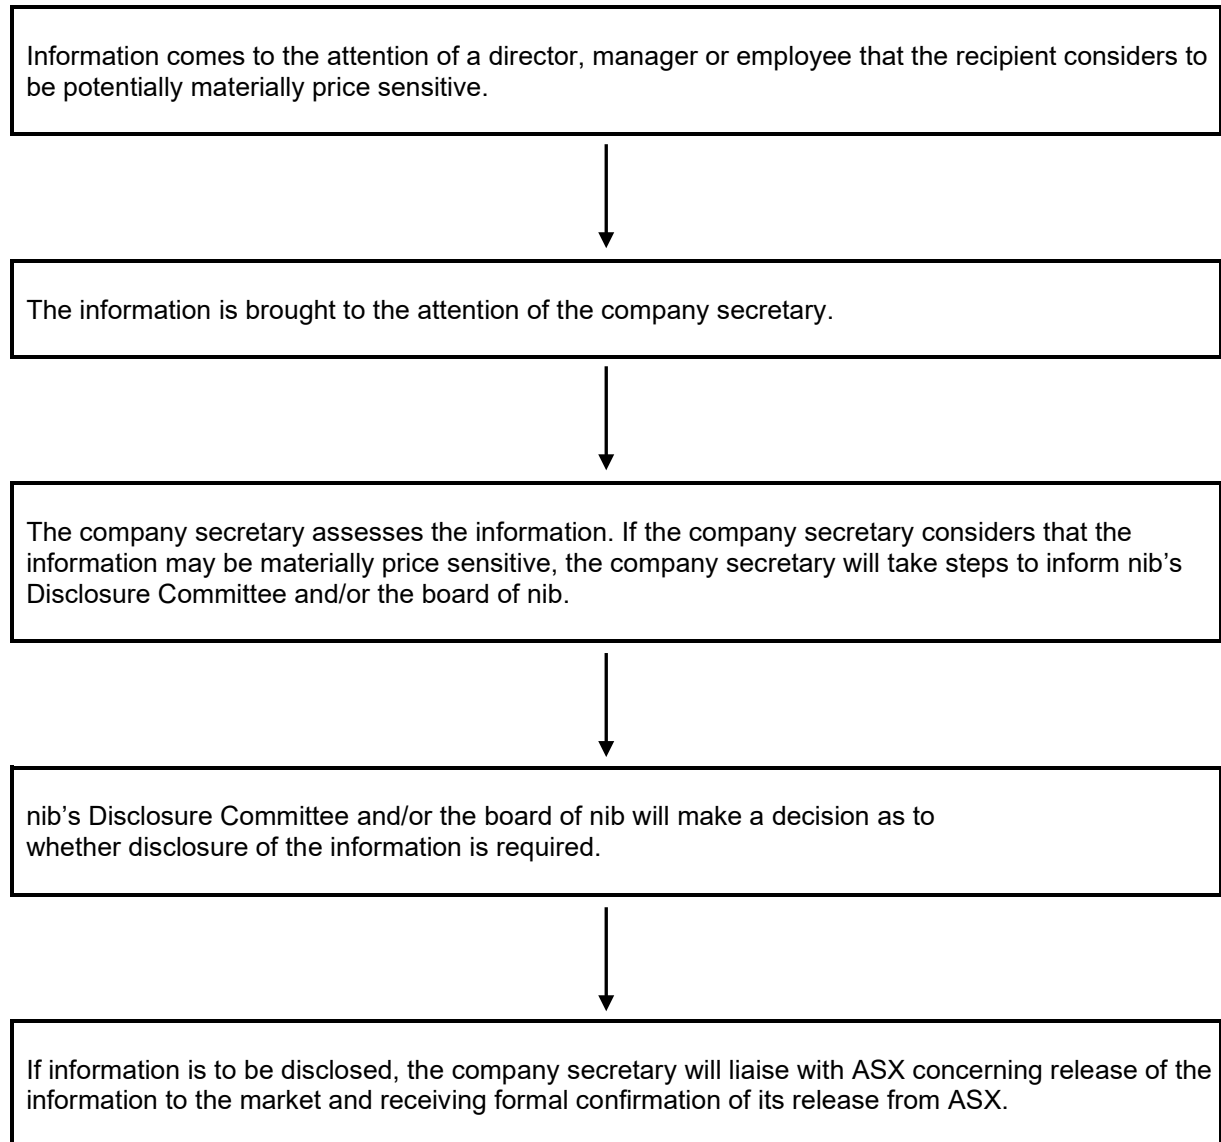 Information comes to the attention of a director, manager or employee that the recipient considers to
be potentially materially price sensitive.
The information is brought to the attention of the company secretary.
The company secretary assesses the information. If the company secretary considers that the
information may be materially price sensitive, the company secretary will take steps to inform nib’s
Disclosure Committee and/or the board of nib.
nib’s Disclosure Committee and/or the board of nib will make a decision as to
whether disclosure of the information is required.
If information is to be disclosed, the company secretary will liaise with ASX concerning release of the
information to the market and receiving formal confirmation of its release from ASX.